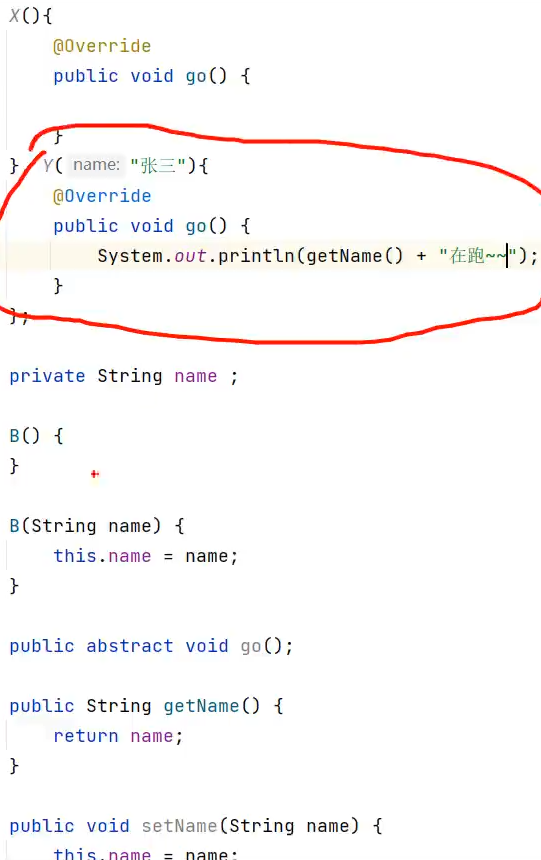 X(){
@Override
public void go() {
}
} Y( name: "张三"){
@Override
public void go() {
System.out.println(getName() + "在跑~~");
}
};
private String name ;
B() {
}
B(String name) {
this.name = name;
}
public abstract void go();
public String getName() {
return name;
}
public void setName(String name) {
this.name = name;